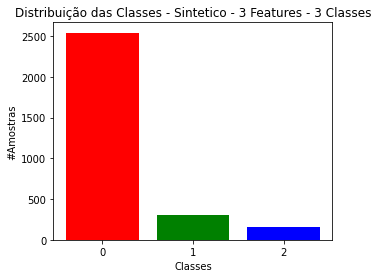 Distribuição das Classes - Sintetico - 3 Features - 3 Classes
#Amostras
2500
2000
1500
1000
500
0
0 1 2
Classes